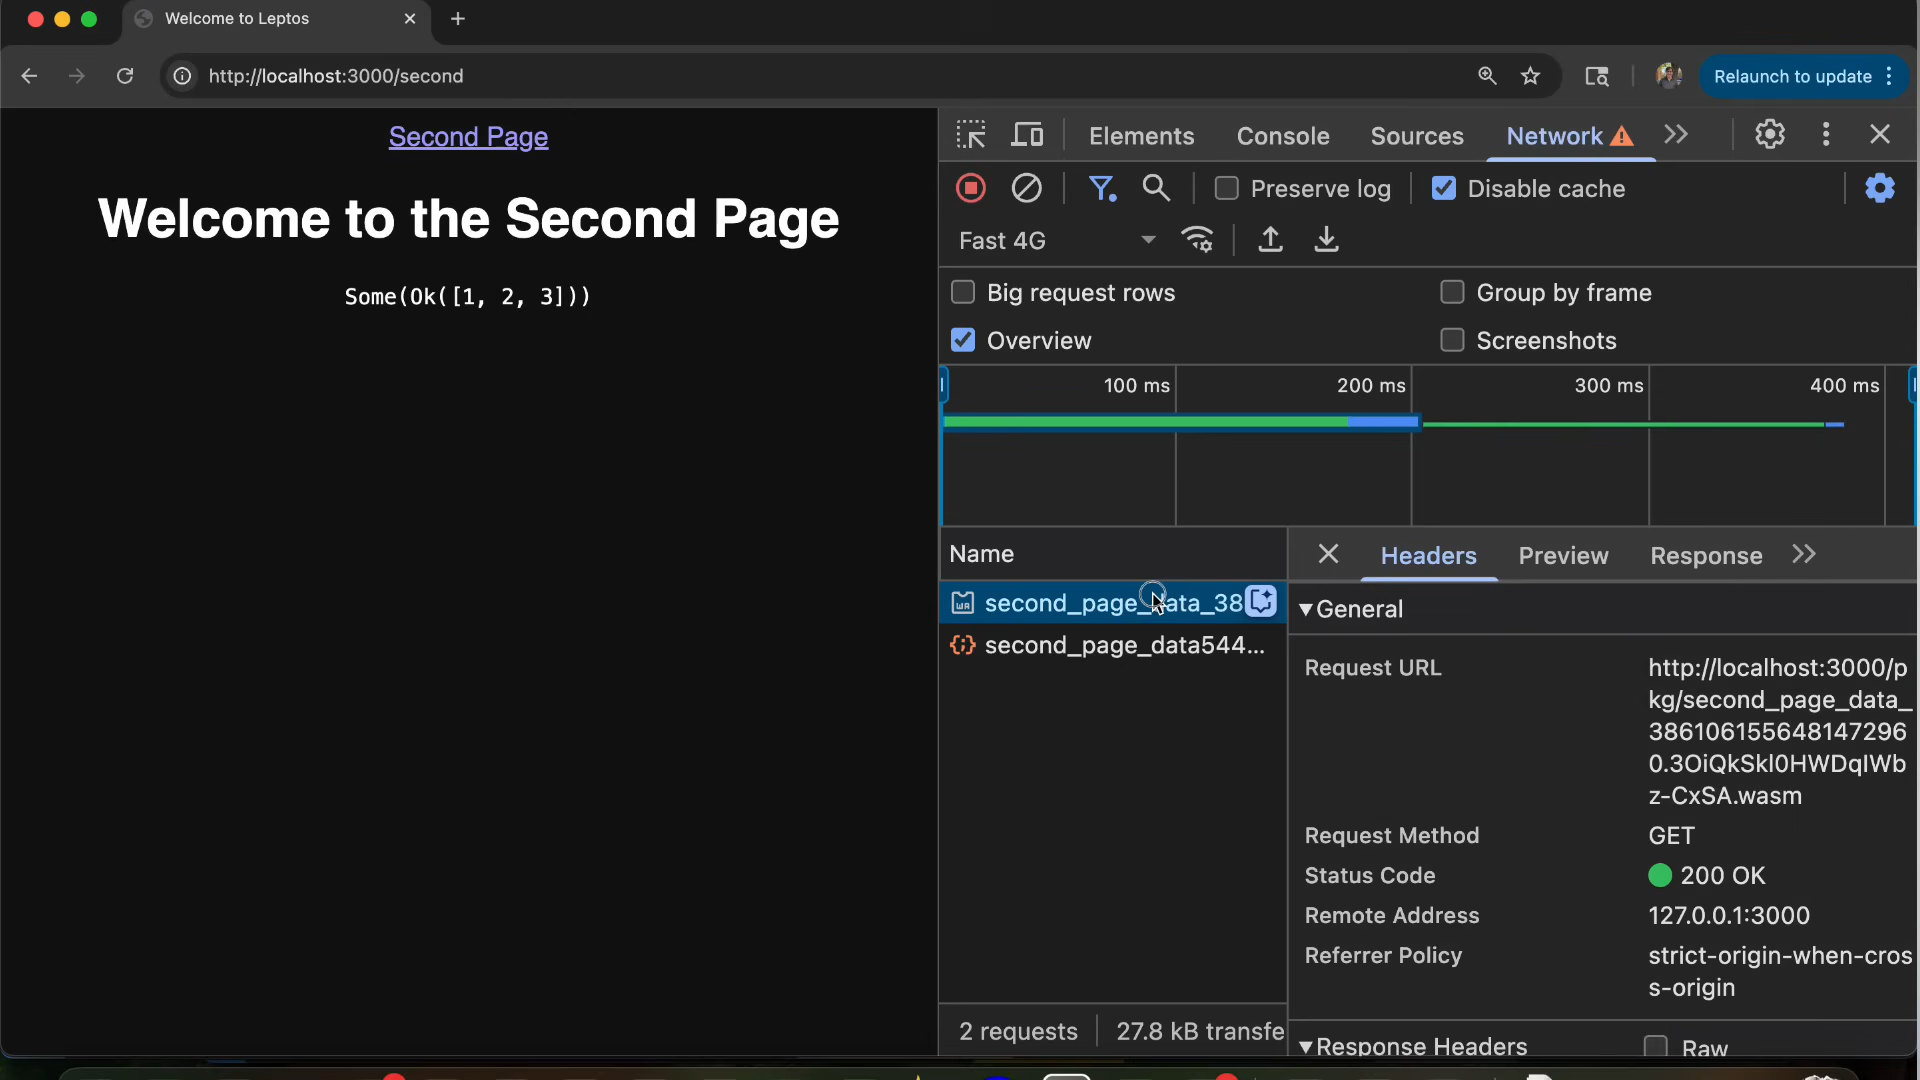 Welcome to Leptos
http://localhost:3000/second
Relaunch to update
Second Page
Welcome to the Second Page
Some(Ok([1, 2, 3]))
Elements Console Sources Network
Preserve log Disable cache
Fast 4G
Big request rows Group by frame
Overview Screenshots
100 ms 200 ms 300 ms 400 ms
Name
second_page_data_38
second_page_data544...
2 requests 27.8 kB transfe
Headers Preview Response
General
Request URL http://localhost:3000/p
kg/second_page_data_
386106155648147296
0.3OiQkSkl0HWDqIWb
z-CxSA.wasm
Request Method GET
Status Code 200 OK
Remote Address 127.0.0.1:3000
Referrer Policy strict-origin-when-cros
s-origin
Response Headers Raw